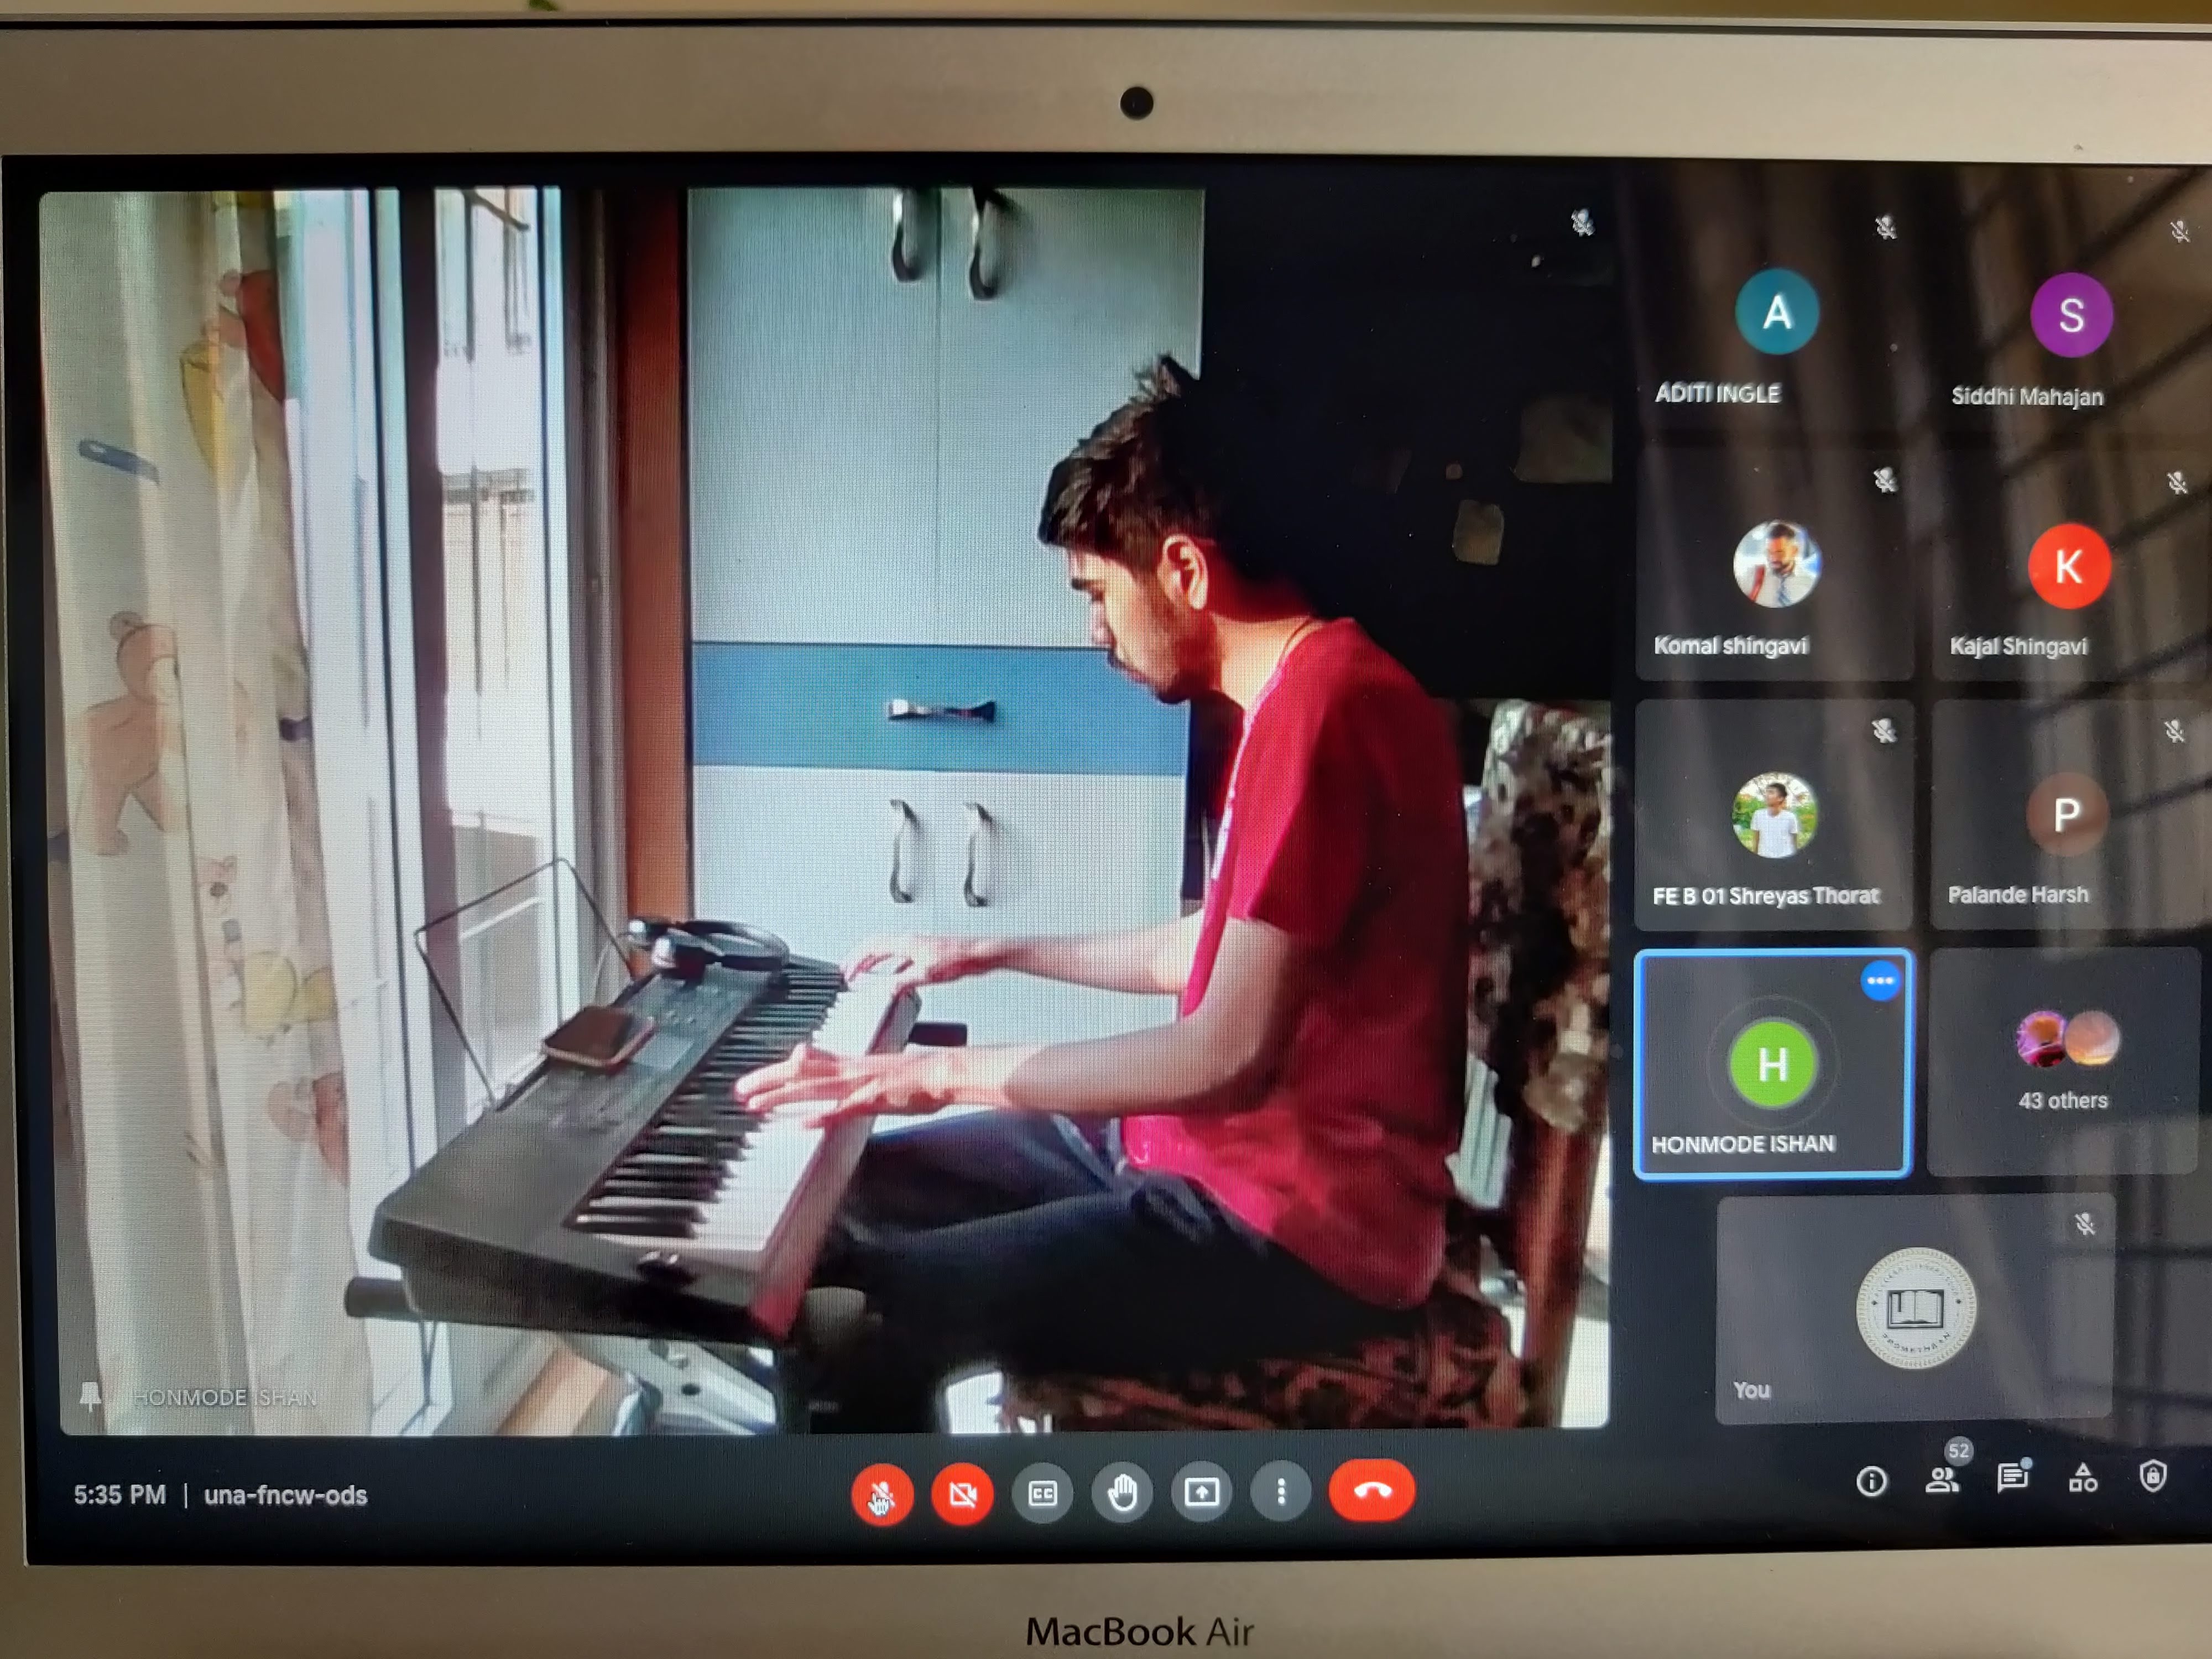 A
S
ADITI INGLE
Siddhi Mahajan
K
Komal shingavi
Kajal Shingavi
P
FE B 01 Shreyas Thorat
Palande Harsh
H
43 others
HONMODE ISHAN
You
HONMODE ISHAN
5:35 PM | una-fncw-ods
CC
52
MacBook Air